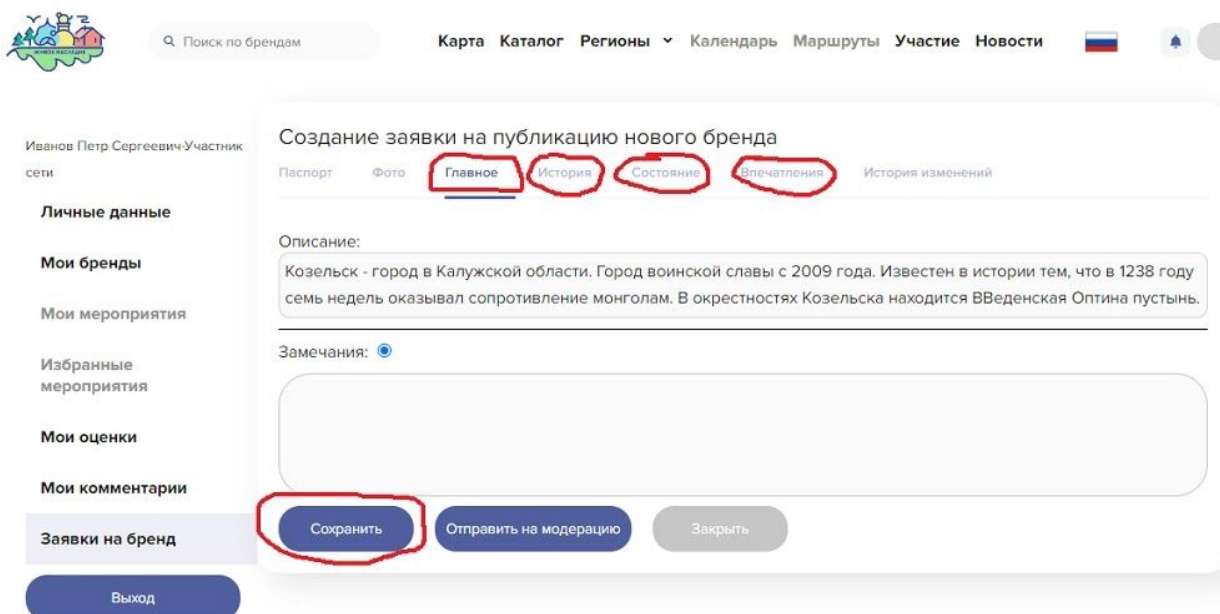 ЖИВОЕ НАСЛЕДИЕ
Поиск по брендам
Карта Каталог Регионы Календарь Маршруты Участие Новости
Иванов Петр Сергеевич-Участник
сети
Личные данные
Мои бренды
Мои мероприятия
Избранные
мероприятия
Мои оценки
Мои комментарии
Заявки на бренд
Выход
Создание заявки на публикацию нового бренда
Паспорт Фото Главное История Состояние Впечатления История изменений
Описание:
Козельск - город в Калужской области. Город воинской славы с 2009 года. Известен в истории тем, что в 1238 году
семь недель оказывал сопротивление монголам. В окрестностях Козельска находится ВВеденская Оптина пустынь.
Замечания:
Сохранить Отправить на модерацию Закрыть